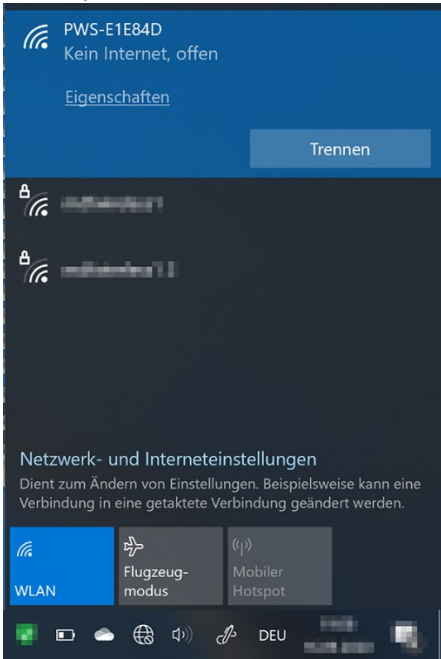 PWS-E1E84D
Kein Internet, offen
Eigenschaften
Trennen
Netzwerk- und Interneteinstellungen
Dient zum Ändern von Einstellungen. Beispielsweise kann eine
Verbindung in eine getaktete Verbindung geändert werden.
WLAN
Flugzeug-
modus
Mobiler
Hotspot
DEU